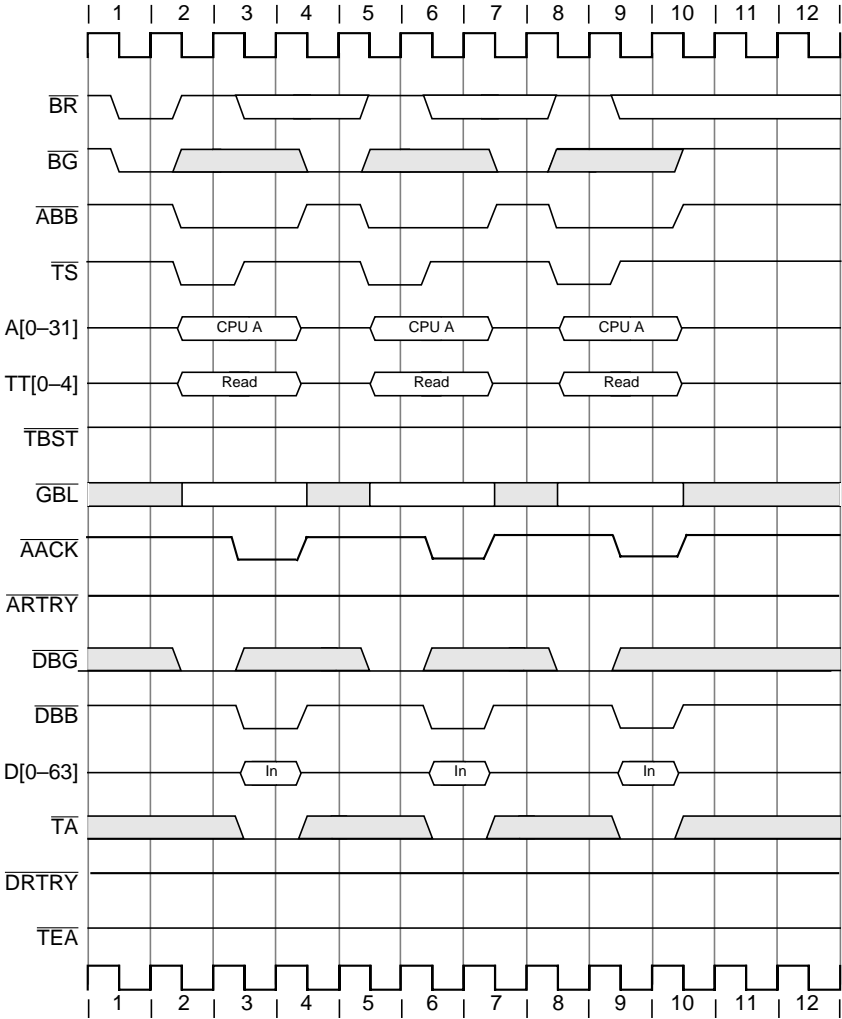 | 1 | 2 | 3 | 4 | 5 | 6 | 7 | 8 | 9 | 10 | 11 | 12 |
BR
BG
ABB
TS
A[0–31] CPU A CPU A CPU A
TT[0–4] Read Read Read
TBST
GBL
AACK
ARTRY
DBG
DBB
D[0–63] In In In
TA
DRTRY
TEA
| 1 | 2 | 3 | 4 | 5 | 6 | 7 | 8 | 9 | 10 | 11 | 12 |